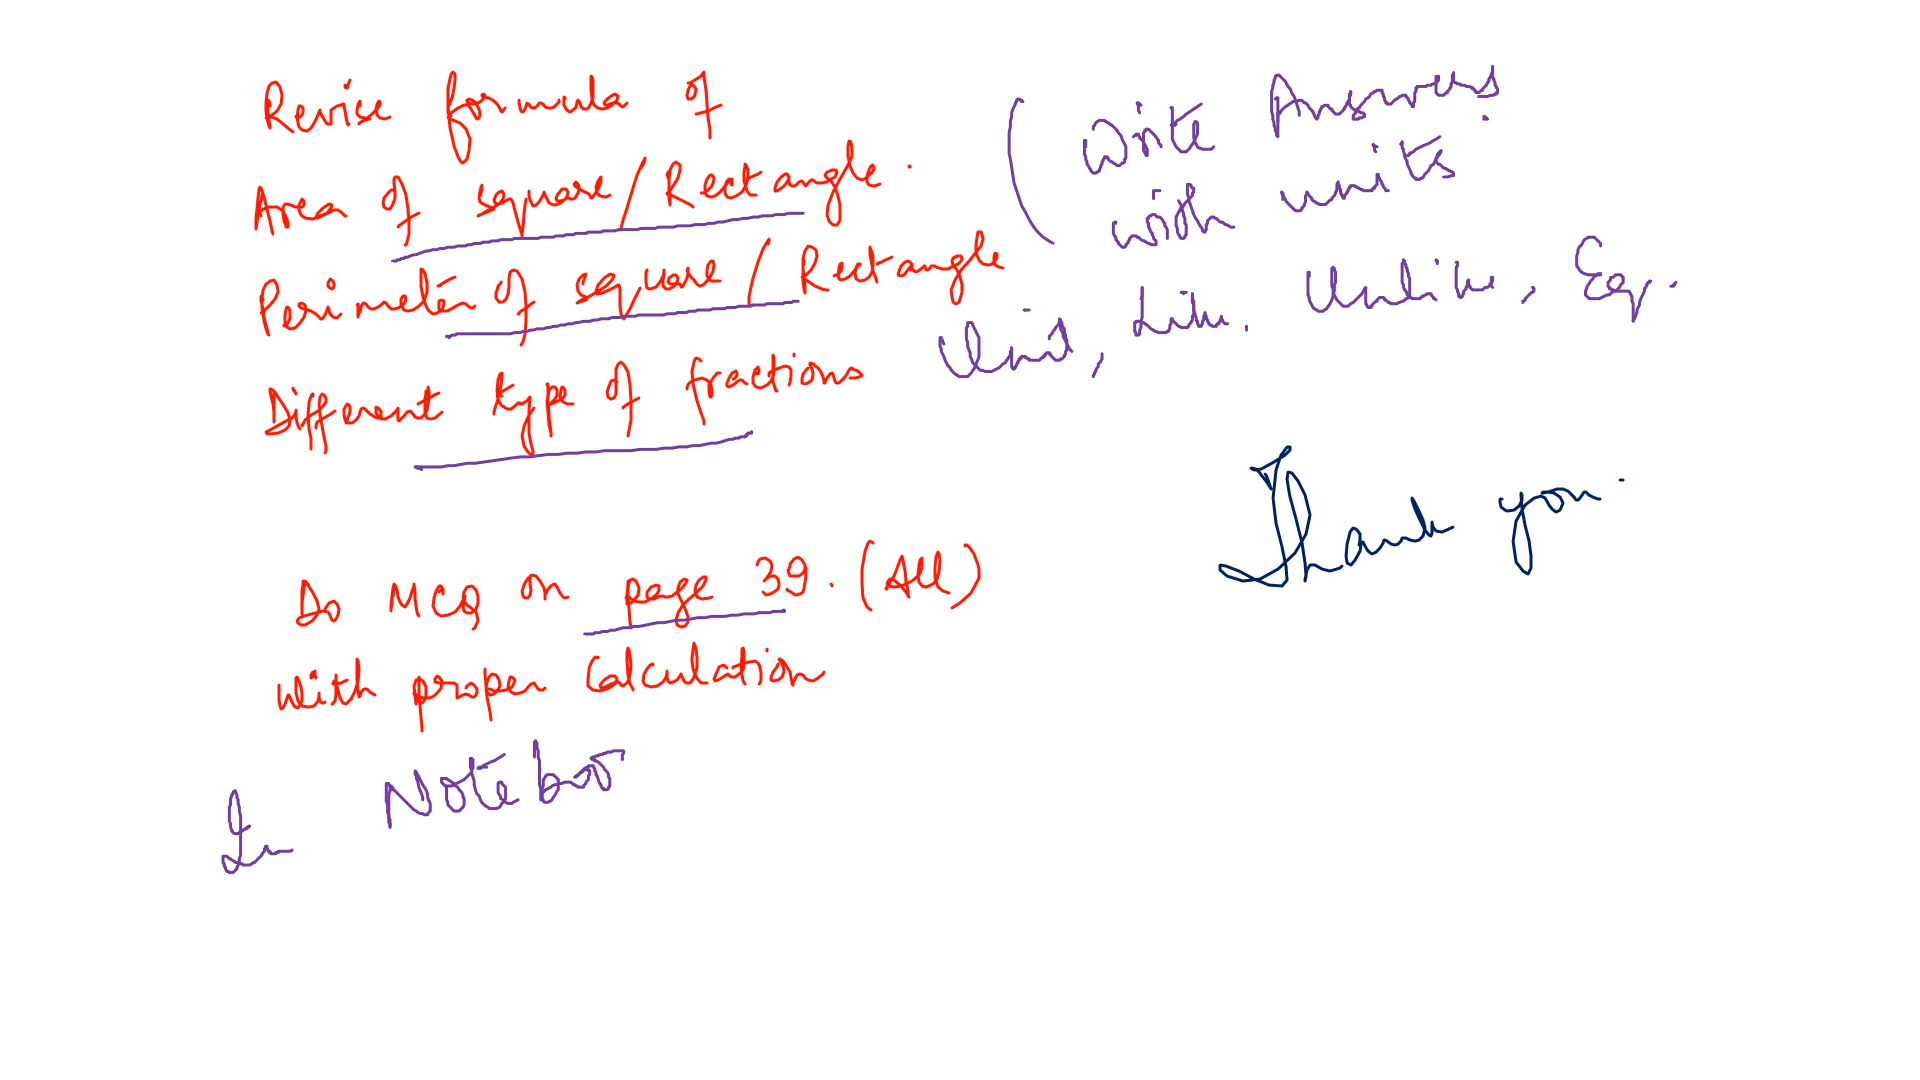 Revise formula of
Area of square/Rectangle.
(Write Answers
with units.
Perimeter of square/Rectangle
Different type of fractions
Unit, Like. Unlike, Eq.
Thank you.
Do MCQ on page 39. (All)
with proper Calculation
In Noteboo